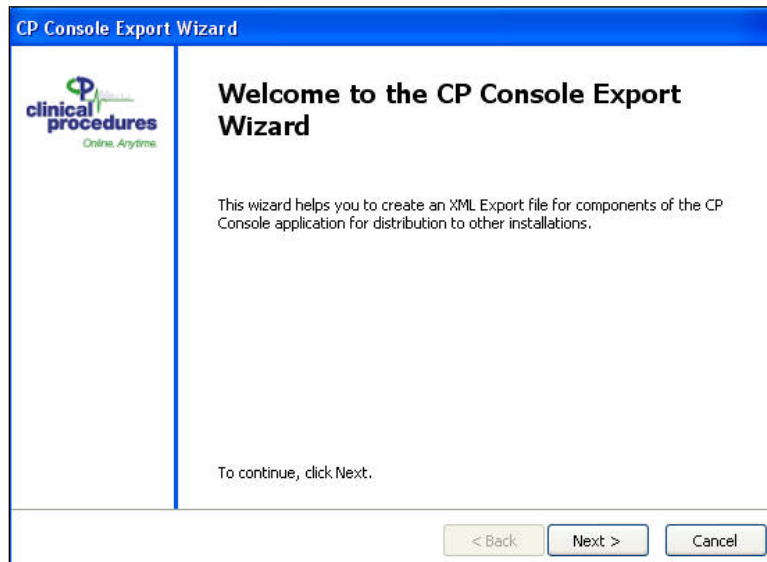 CP Console Export Wizard
CP
clinical
procedures
Online, Anytime.
Welcome to the CP Console Export
Wizard
This wizard helps you to create an XML Export file for components of the CP
Console application for distribution to other installations.
To continue, click Next.
< Back
Next >
Cancel